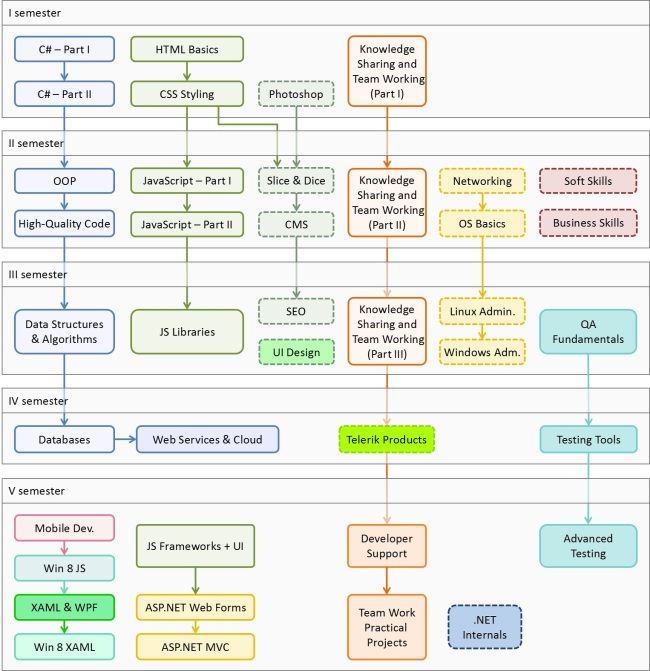 I semester
C# – Part I
HTML Basics
Knowledge
Sharing and
Team Working
(Part I)
C# – Part II
CSS Styling
Photoshop
II semester
OOP
JavaScript – Part I
Slice & Dice
Knowledge
Sharing and
Team Working
(Part II)
Networking
Soft Skills
High-Quality Code
JavaScript – Part II
CMS
OS Basics
Business Skills
III semester
Data Structures
& Algorithms
JS Libraries
SEO
UI Design
Knowledge
Sharing and
Team Working
(Part III)
Linux Admin.
Windows Adm.
QA
Fundamentals
IV semester
Databases
Web Services & Cloud
Telerik Products
Testing Tools
V semester
Mobile Dev.
JS Frameworks + UI
Developer
Support
Advanced
Testing
Win 8 JS
XAML & WPF
ASP.NET Web Forms
Team Work
Practical
Projects
.NET
Internals
Win 8 XAML
ASP.NET MVC